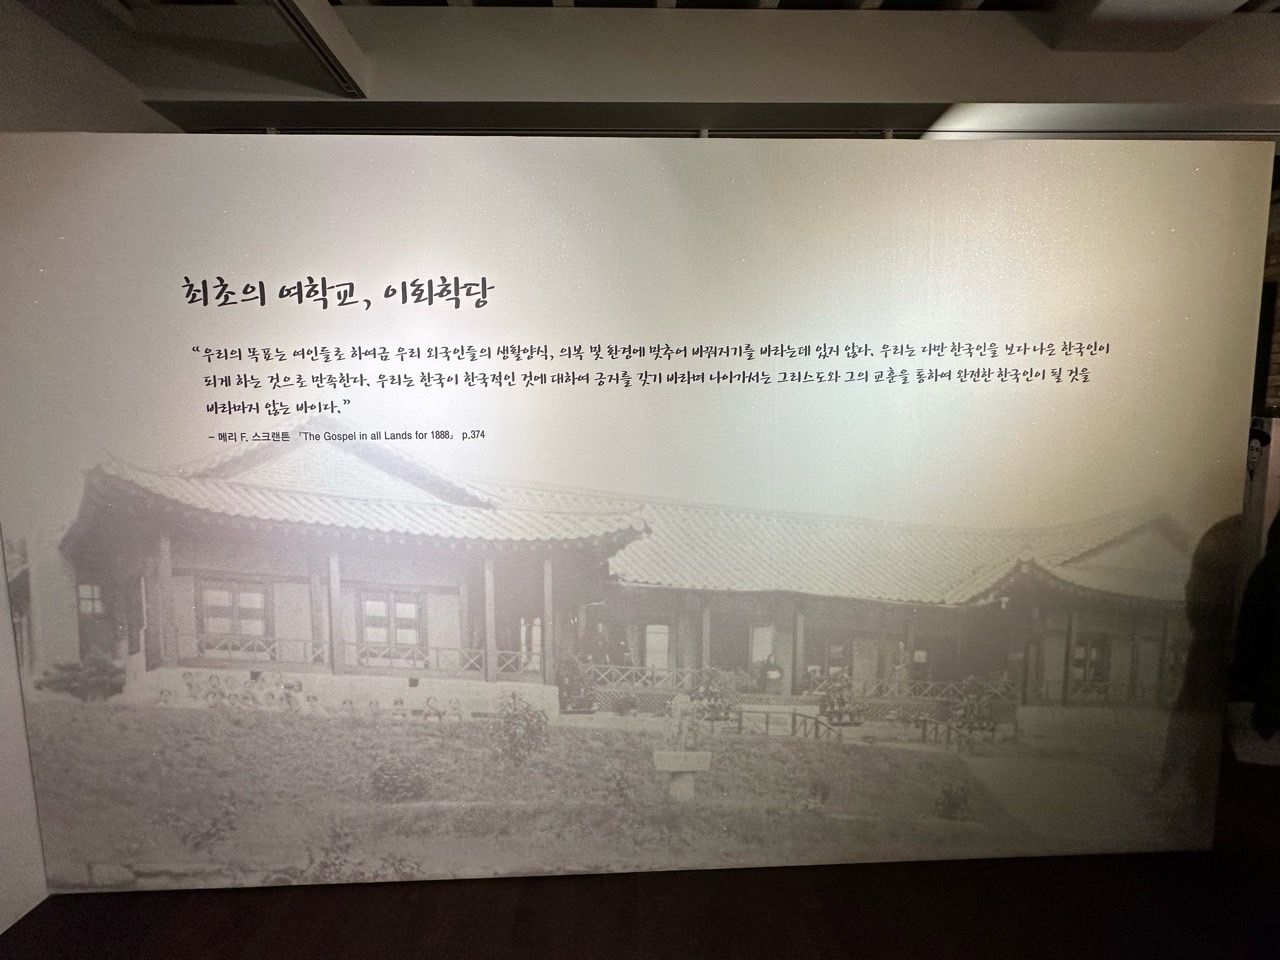 최초의 여학교, 이화학당
“우리의 목표는 여인들로 하여금 우리 외국인들의 생활양식, 의복 및 환경에 맞추어 바꿔지기를 바라는데 있지 않다. 우리는 다만 한국인을 보다 나은 한국인이
되게 하는 것으로 만족한다. 우리는 한국이 한국적인 것에 대하여 긍지를 갖기 바라며 나아가서는 그리스도와 그의 교훈을 통하여 완전한 한국인이 될 것을
바라마지 않는 바이다.”
– 메리 F. 스크랜튼 「The Gospel in all Lands for 1888」 p.374